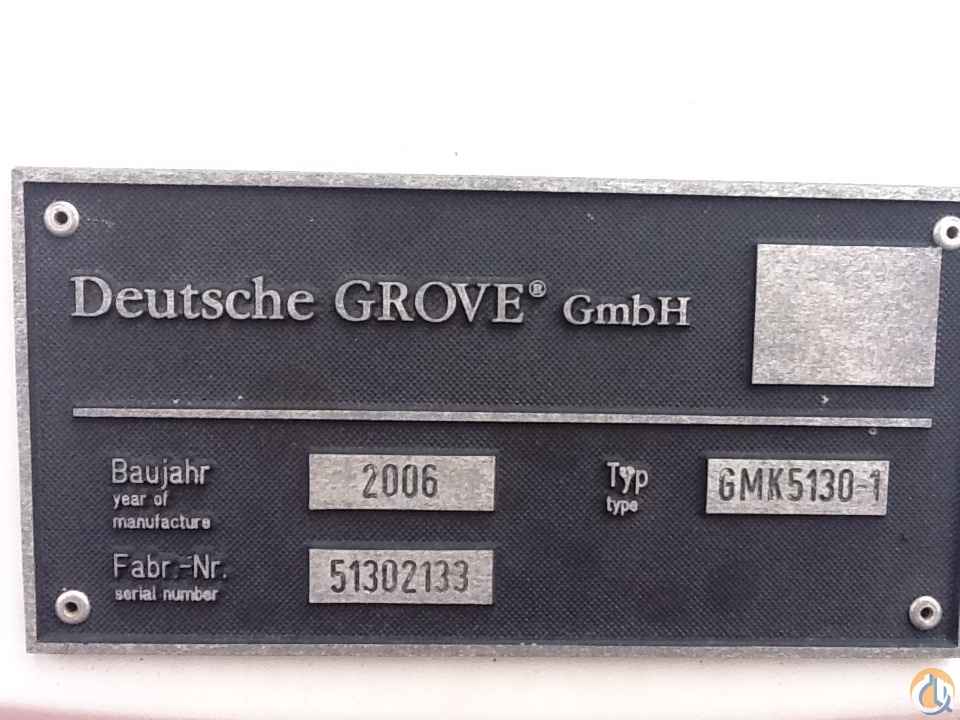 Deutsche GROVE® GmbH
Baujahr 2006 Typ GMK5130-1
year of type
manufacture
Fabr.-Nr. 51302133
serial number